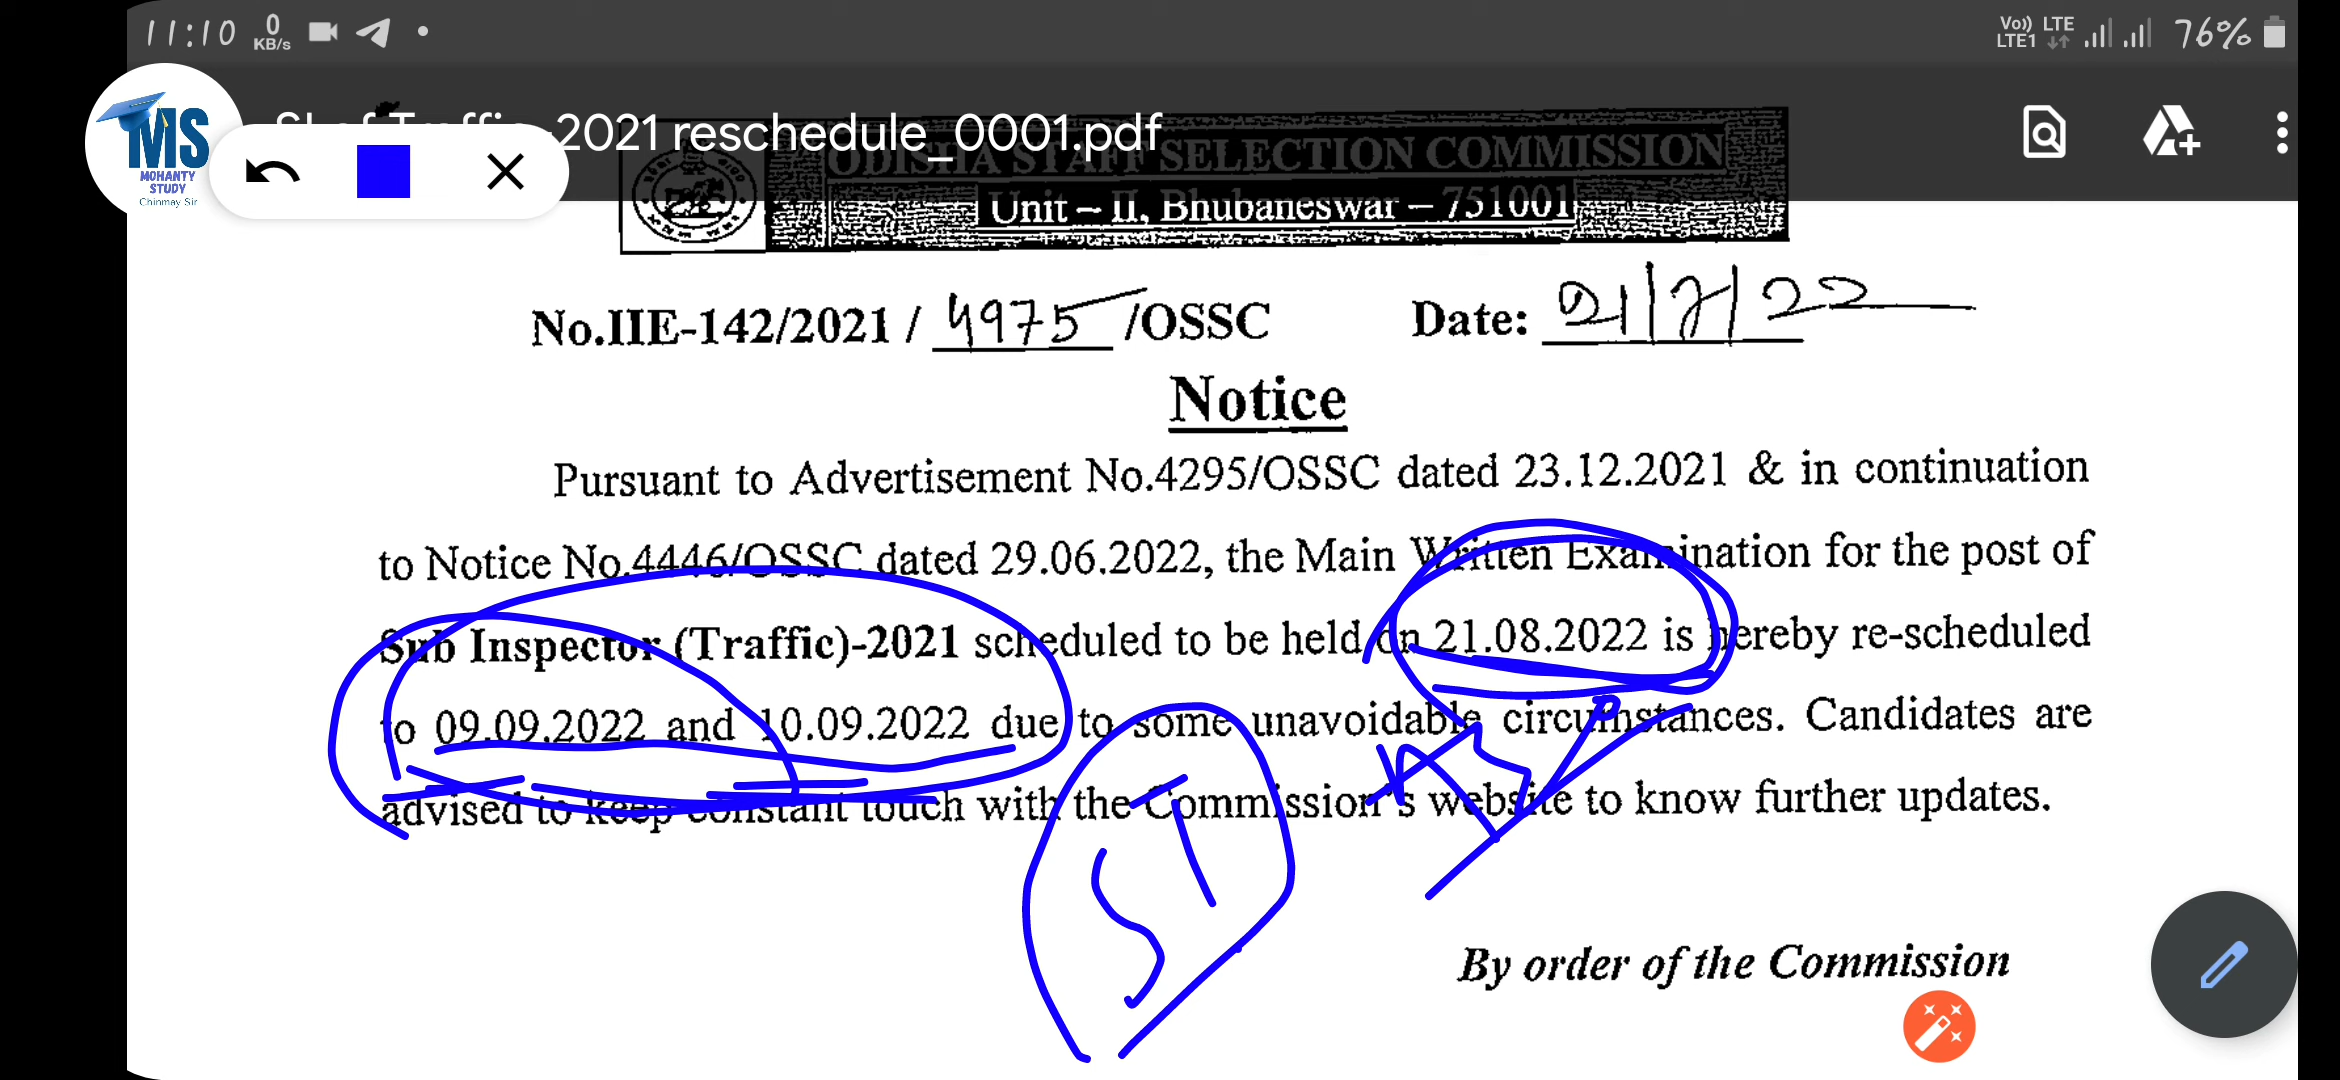 11:10 0 KB/s Vo)) LTE LTE1 76%
MS
MOHANTY
STUDY
Chinmay Sir
-2021 reschedule_0001.pdf
ODISHA STAFF SELECTION COMMISSION
Unit – II, Bhubaneswar – 751001
No.IIE-142/2021 / 4975 /OSSC Date: 21/7/22
Notice
Pursuant to Advertisement No.4295/OSSC dated 23.12.2021 & in continuation
to Notice No.4446/OSSC dated 29.06.2022, the Main Written Examination for the post of
Sub Inspector (Traffic)-2021 scheduled to be held on 21.08.2022 is hereby re-scheduled
to 09.09.2022 and 10.09.2022 due to some unavoidable circumstances. Candidates are
advised to keep constant touch with the Commission's website to know further updates.
ST
By order of the Commission